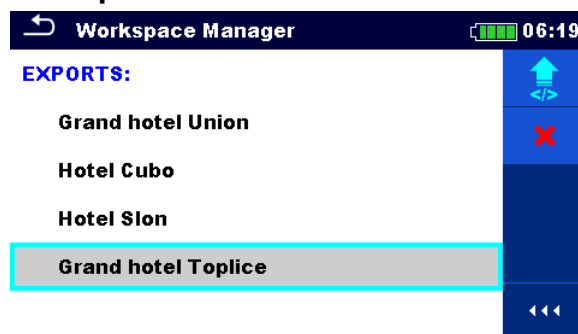 Workspace Manager 06:19
EXPORTS:
</>
Grand hotel Union
Hotel Cubo
Hotel Slon
Grand hotel Toplice